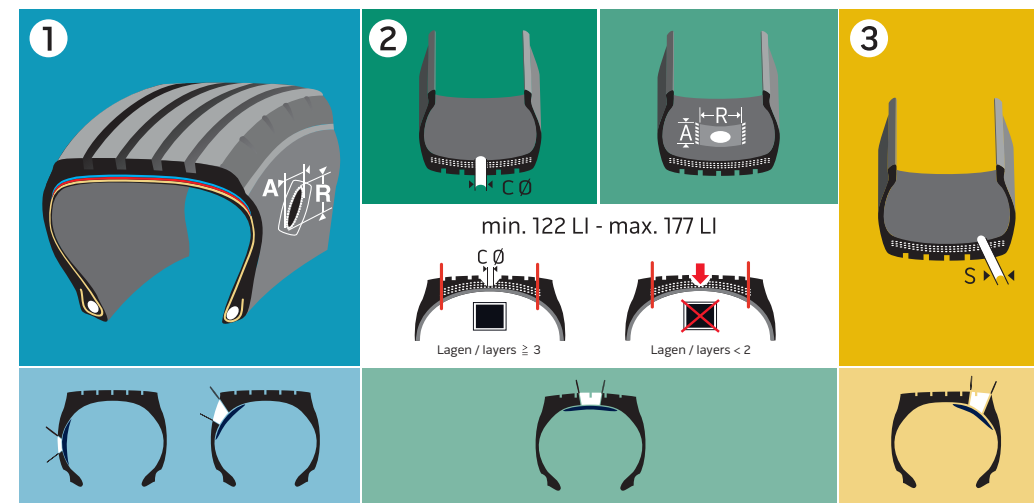 1
2
3
A
R
C Ø
R
A
S
min. 122 LI - max. 177 LI
C Ø
Lagen / layers ≧ 3
Lagen / layers < 2